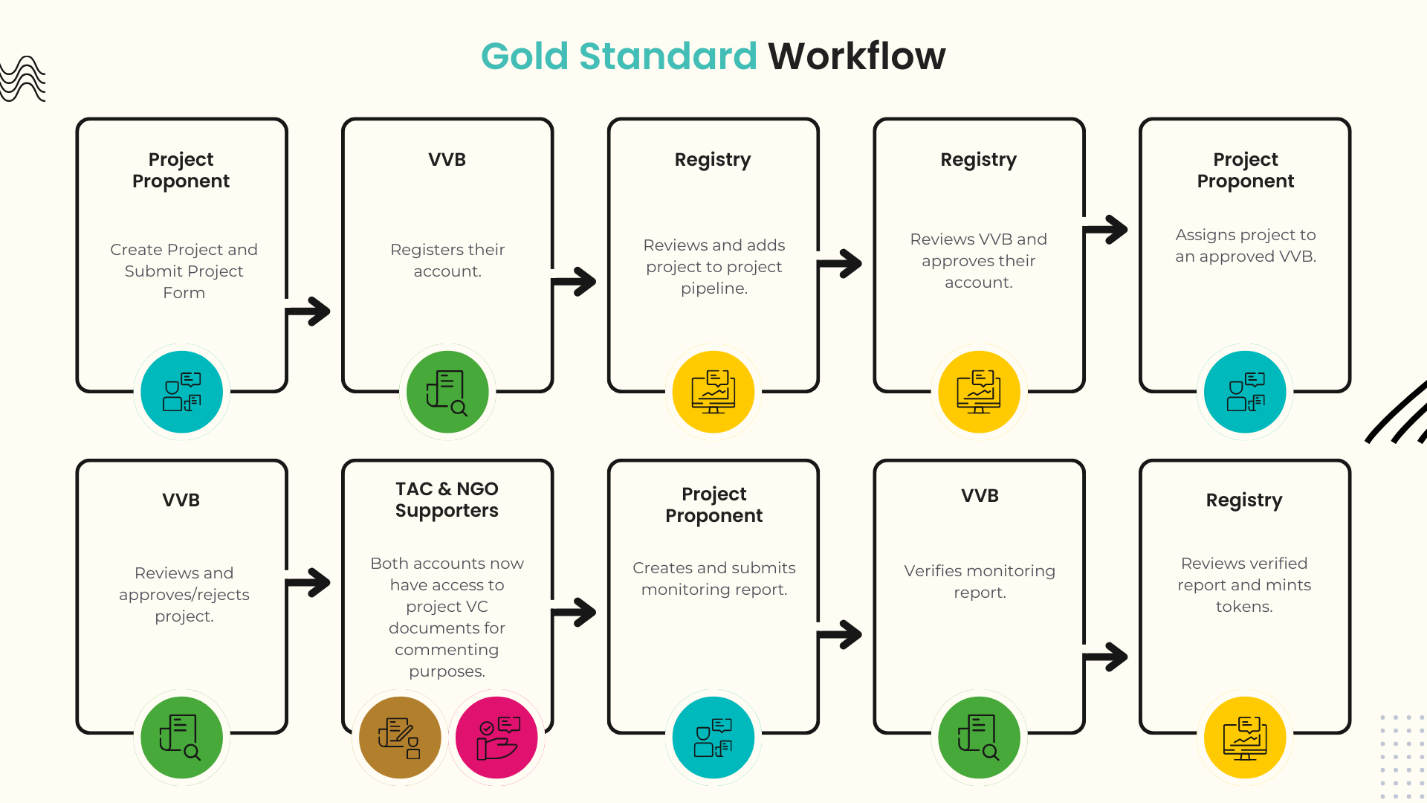 Gold Standard Workflow
Project
Proponent
Create Project and
Submit Project
Form
VVB
Registers their
account.
Registry
Reviews and adds
project to project
pipeline.
Registry
Reviews VVB and
approves their
account.
Project
Proponent
Assigns project to
an approved VVB.
VVB
Reviews and
approves/rejects
project.
TAC & NGO
Supporters
Both accounts now
have access to
project VC
documents for
commenting
purposes.
Project
Proponent
Creates and submits
monitoring report.
VVB
Verifies monitoring
report.
Registry
Reviews verified
report and mints
tokens.